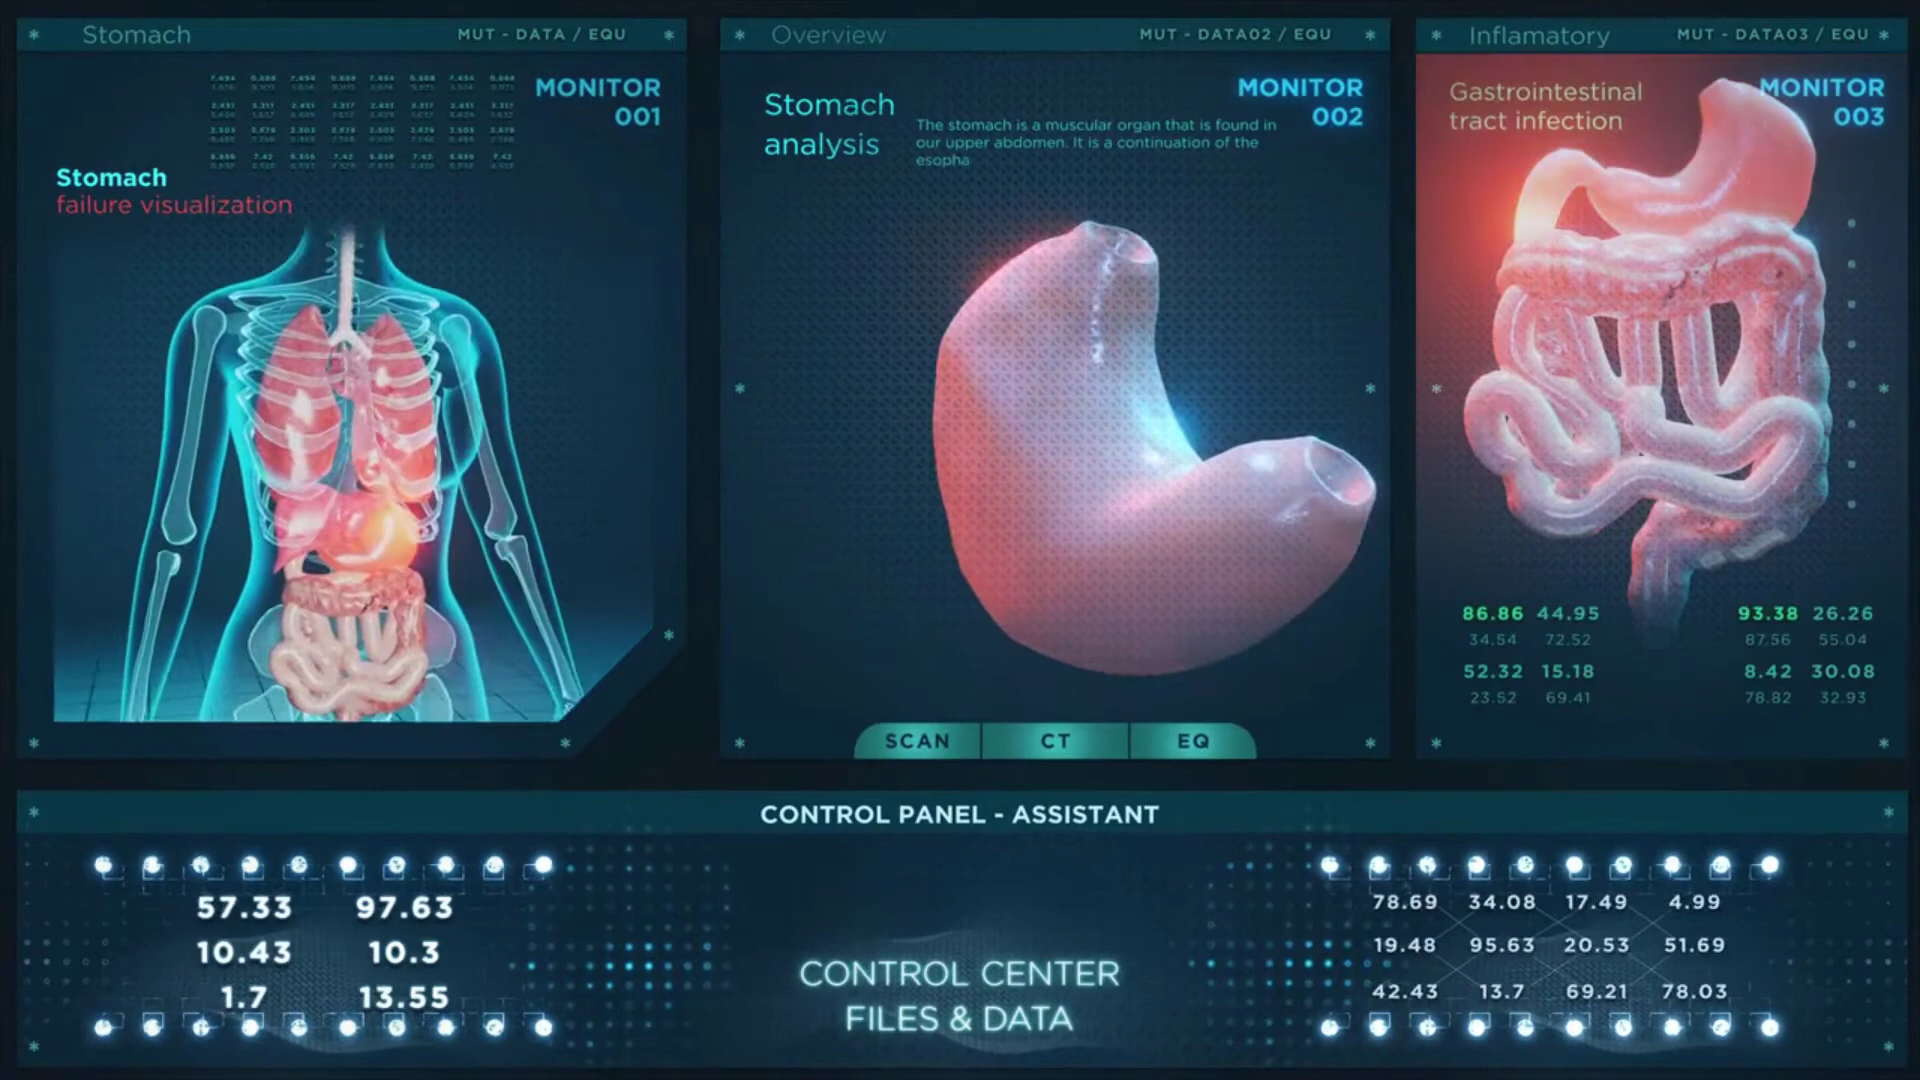 Stomach
MUT - DATA / EQU
MONITOR
001
Stomach
failure visualization
Overview
MUT - DATA02 / EQU
MONITOR
002
Stomach
analysis
The stomach is a muscular organ that is found in
our upper abdomen. It is a continuation of the
esopha
SCAN CT EQ
Inflamatory
MUT - DATA03 / EQU
MONITOR
003
Gastrointestinal
tract infection
86.86 44.95
34.54 72.52
52.32 15.18
23.52 69.41
93.38 26.26
87.56 55.04
8.42 30.08
78.82 32.93
CONTROL PANEL - ASSISTANT
57.33 97.63
10.43 10.3
1.7 13.55
CONTROL CENTER
FILES & DATA
78.69 34.08 17.49 4.99
19.48 95.63 20.53 51.69
42.43 13.7 69.21 78.03